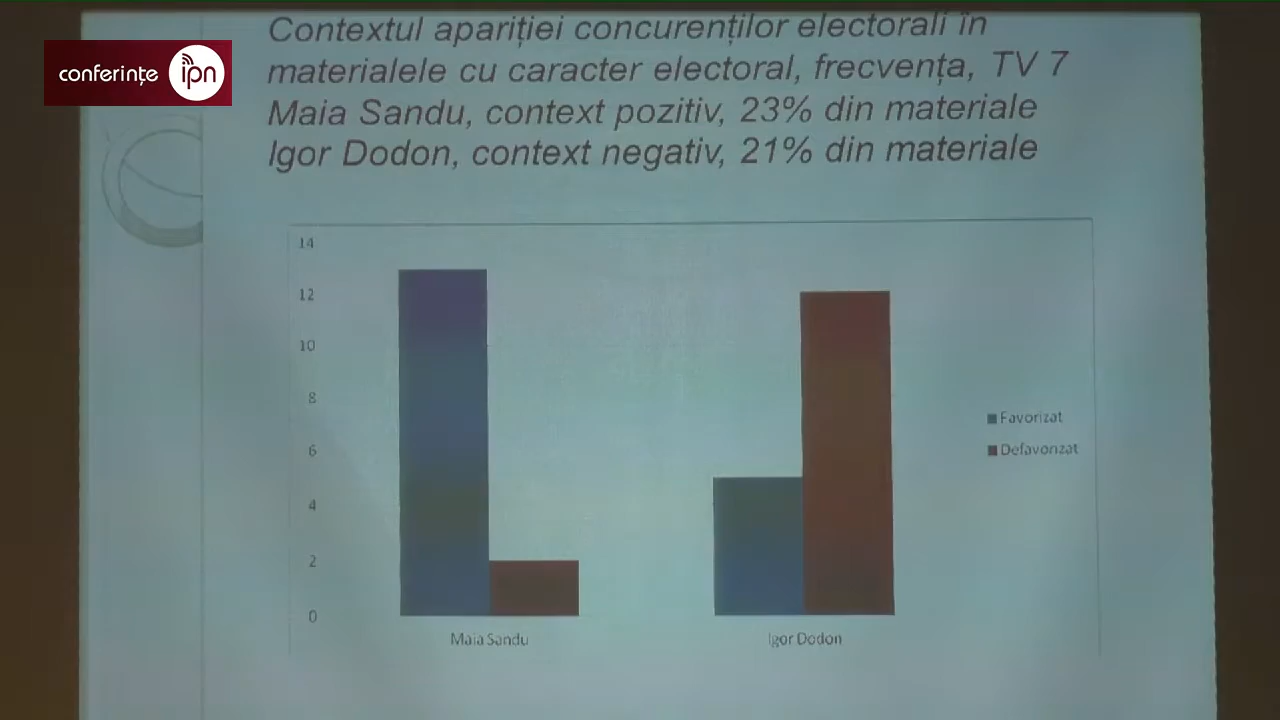 Contextul apariției concurenților electorali în
materialele cu caracter electoral, frecvența, TV 7
Maia Sandu, context pozitiv, 23% din materiale
Igor Dodon, context negativ, 21% din materiale
conferințe ipn
14
12
10
8
6
4
2
0
Favorizat
Defavorizat
Maia Sandu
Igor Dodon